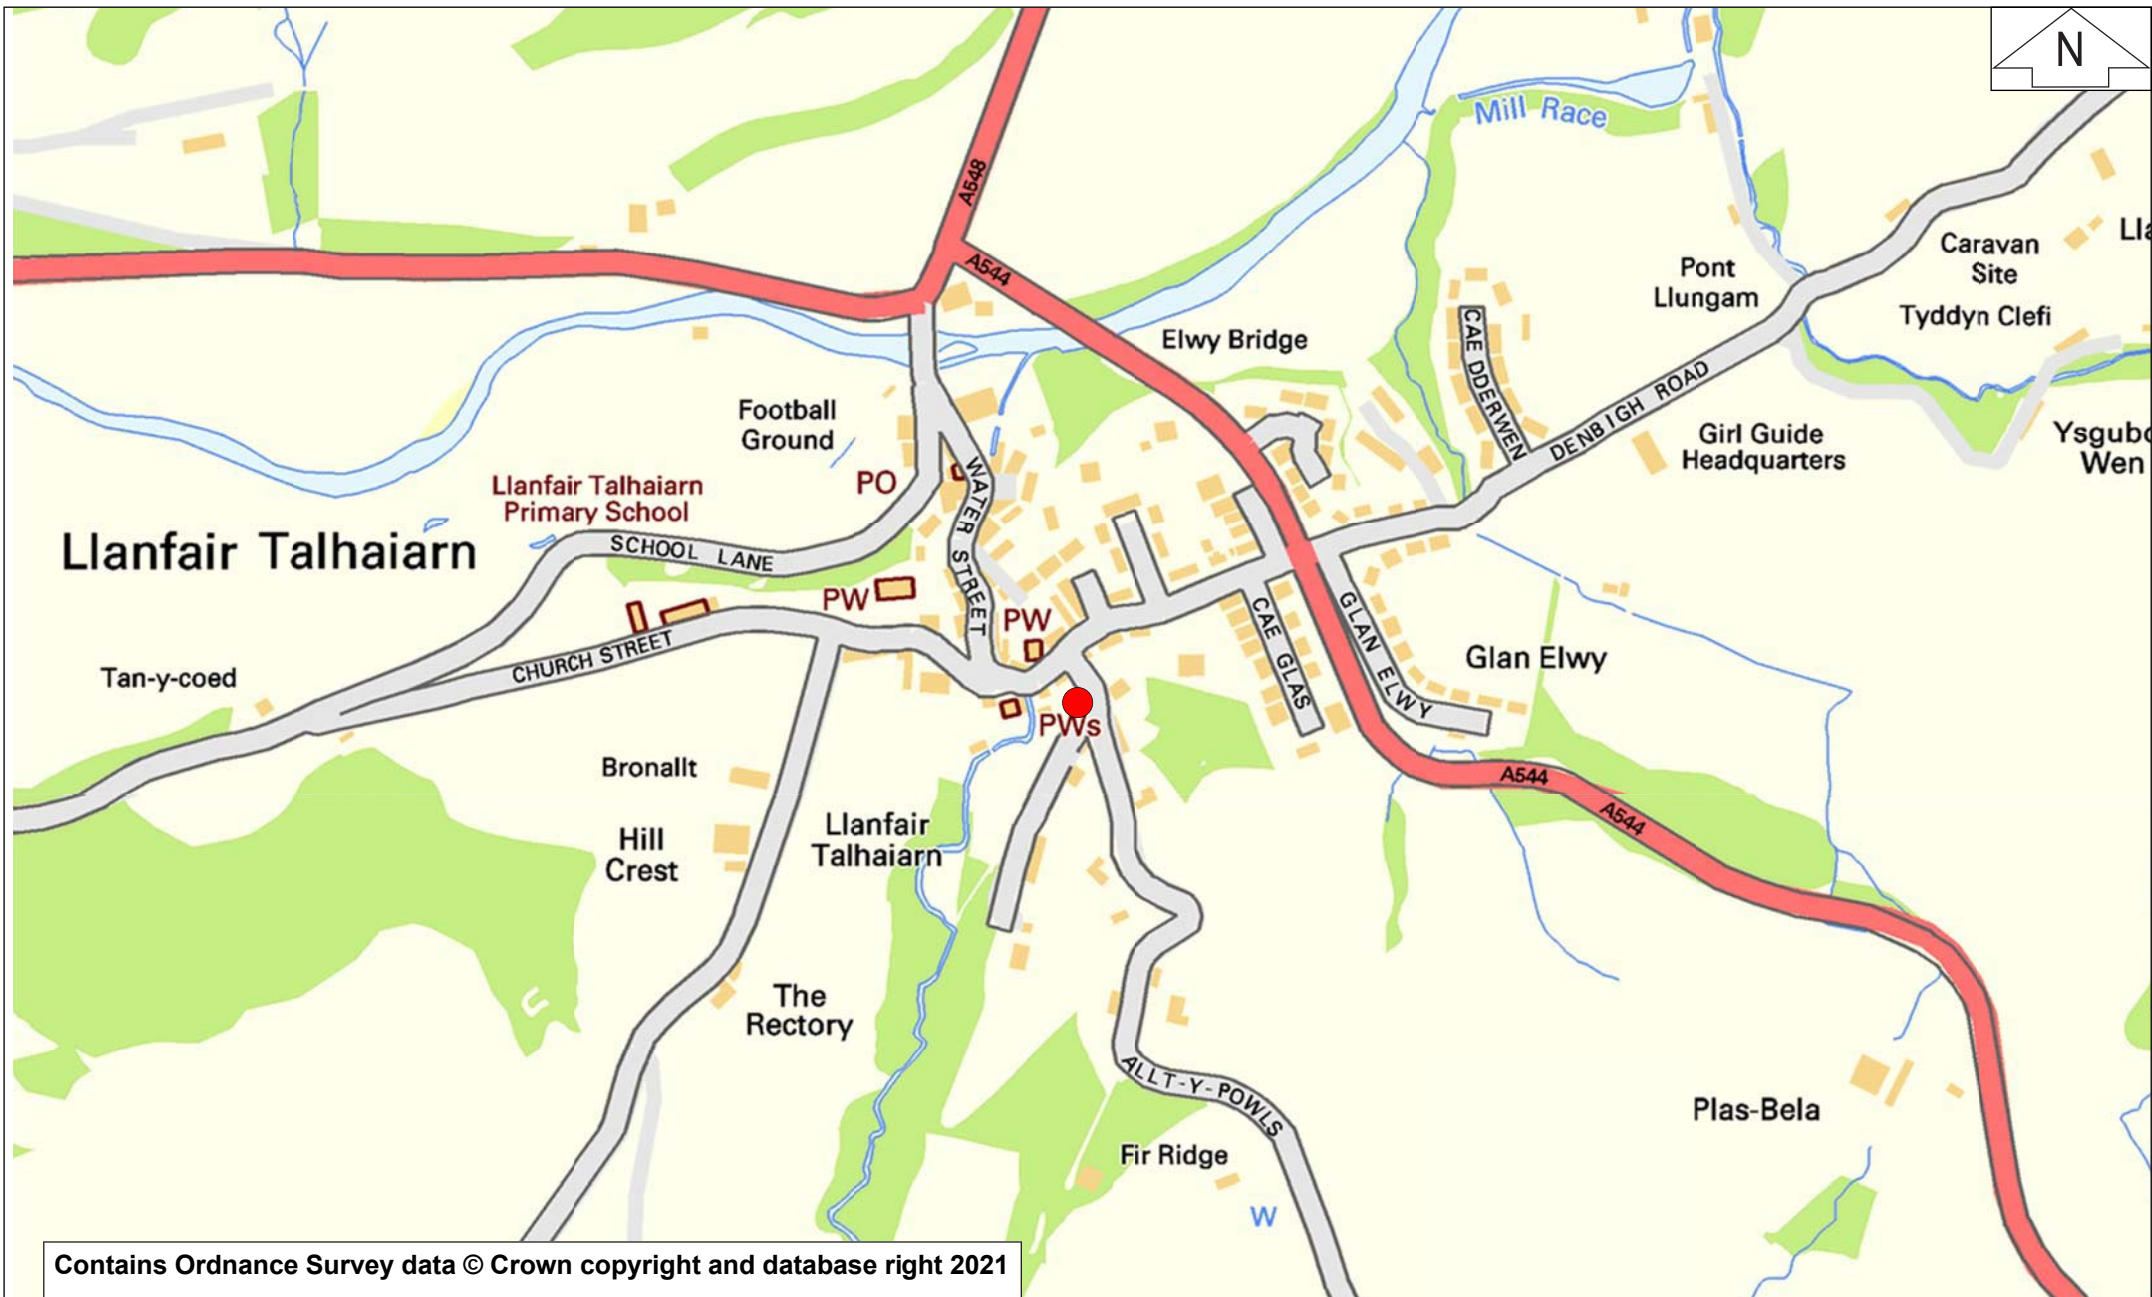 N
Mill Race
A548
A544
Caravan
Site
Pont
Llungam
Tyddyn Clefi
Elwy Bridge
CAE DDERWEN
DENBIGH ROAD
Football
Ground
Girl Guide
Headquarters
PO
WATER STREET
Llanfair Talhaiarn
Primary School
Llanfair Talhaiarn
SCHOOL LANE
PW
PW
CAE GLAS
GLAN ELWY
Glan Elwy
CHURCH STREET
Tan-y-coed
PWs
Bronallt
A544
A544
Llanfair
Talhaiarn
Hill
Crest
The
Rectory
ALLT-Y-POWLS
Plas-Bela
Fir Ridge
W
Contains Ordnance Survey data © Crown copyright and database right 2021